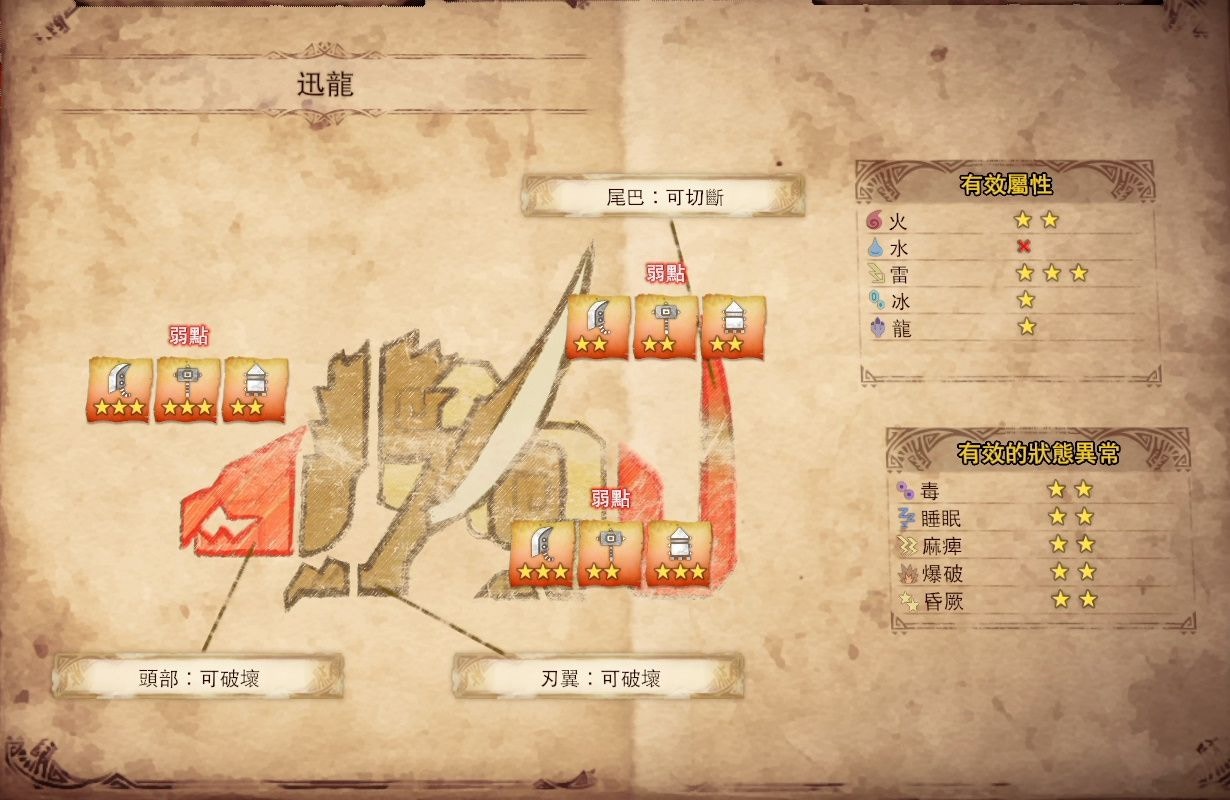 迅龍
尾巴：可切斷
弱點
弱點
弱點
頭部：可破壞
刃翼：可破壞
有效屬性
火
水
雷
冰
龍
有效的狀態異常
毒
睡眠
麻痺
爆破
昏厥